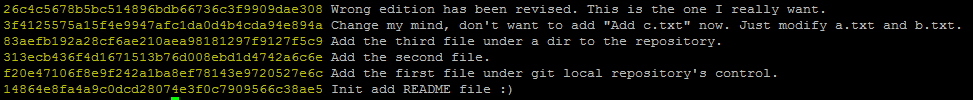 26c4c5678b5bc514896bdb66736c3f9909dae308 Wrong edition has been revised. This is the one I really want.
3f4125575a15f4e9947afc1da0d4b4cda94e894a Change my mind, don't want to add "Add c.txt" now. Just modify a.txt and b.txt.
83aefb192a28cf6ae210aea98181297f9127f5c9 Add the third file under a dir to the repository.
313ecb436f4d1671513b76d008ebd1d4742a6c6e Add the second file.
f20e47106f8e9f242a1ba8ef78143e9720527e6c Add the first file under git local repository's control.
14864e8fa4a9c0dcd28074e3f0c7909566c38ae5 Init add README file :)